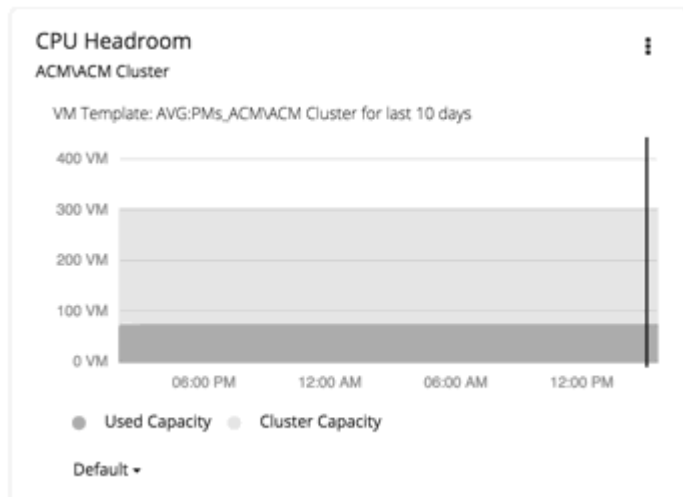 CPU Headroom
ACM\ACM Cluster
VM Template: AVG:PMs_ACM\ACM Cluster for last 10 days
400 VM
300 VM
200 VM
100 VM
0 VM
06:00 PM 12:00 AM 06:00 AM 12:00 PM
Used Capacity Cluster Capacity
Default